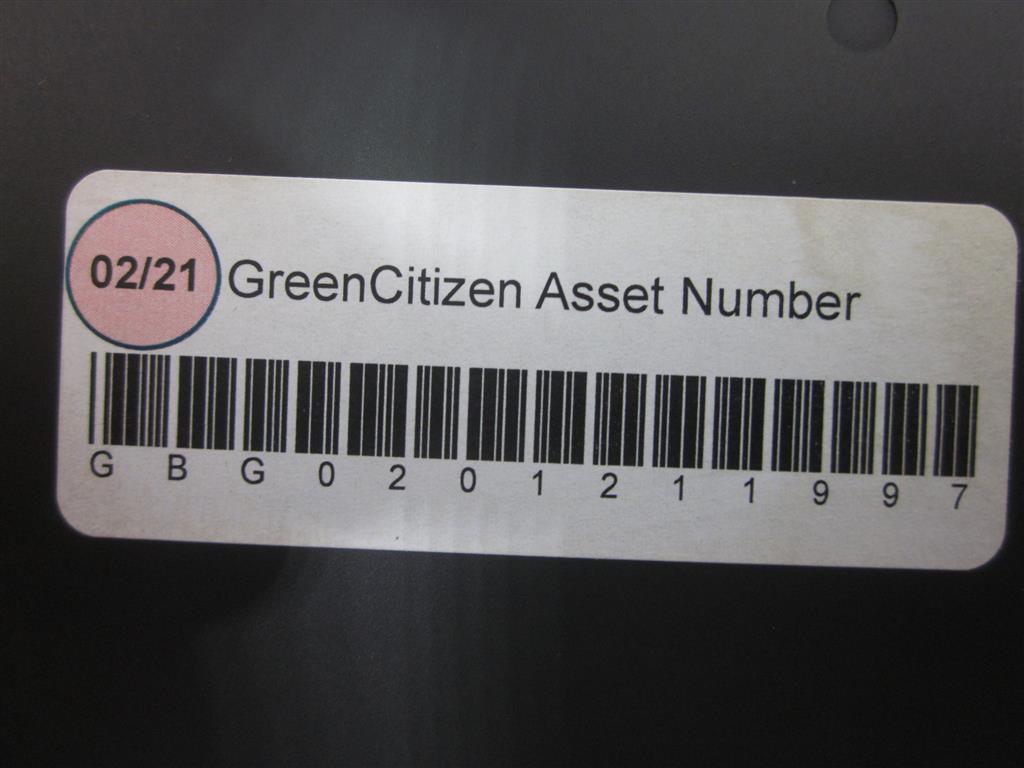 02/21 GreenCitizen Asset Number
G B G 0 2 0 1 2 1 1 9 9 7